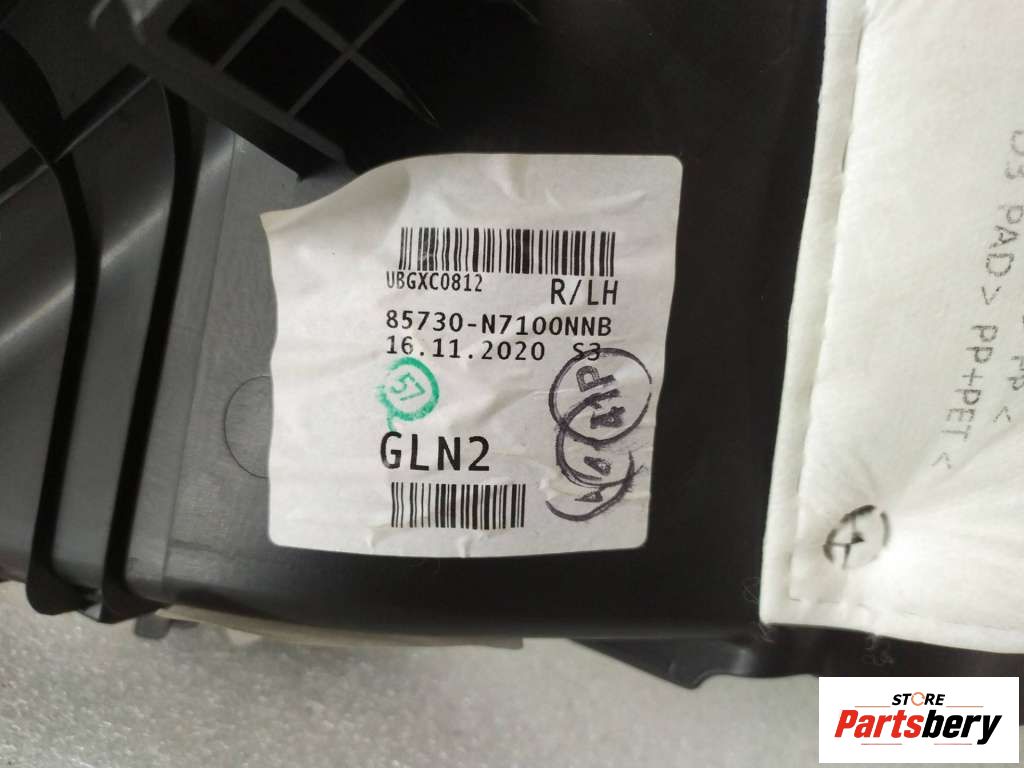 UBGXC0812
R/LH
85730-N7100NNB
16.11.2020 S3
57
GLN2
PAD> PP+PET<
STORE
Partsbery